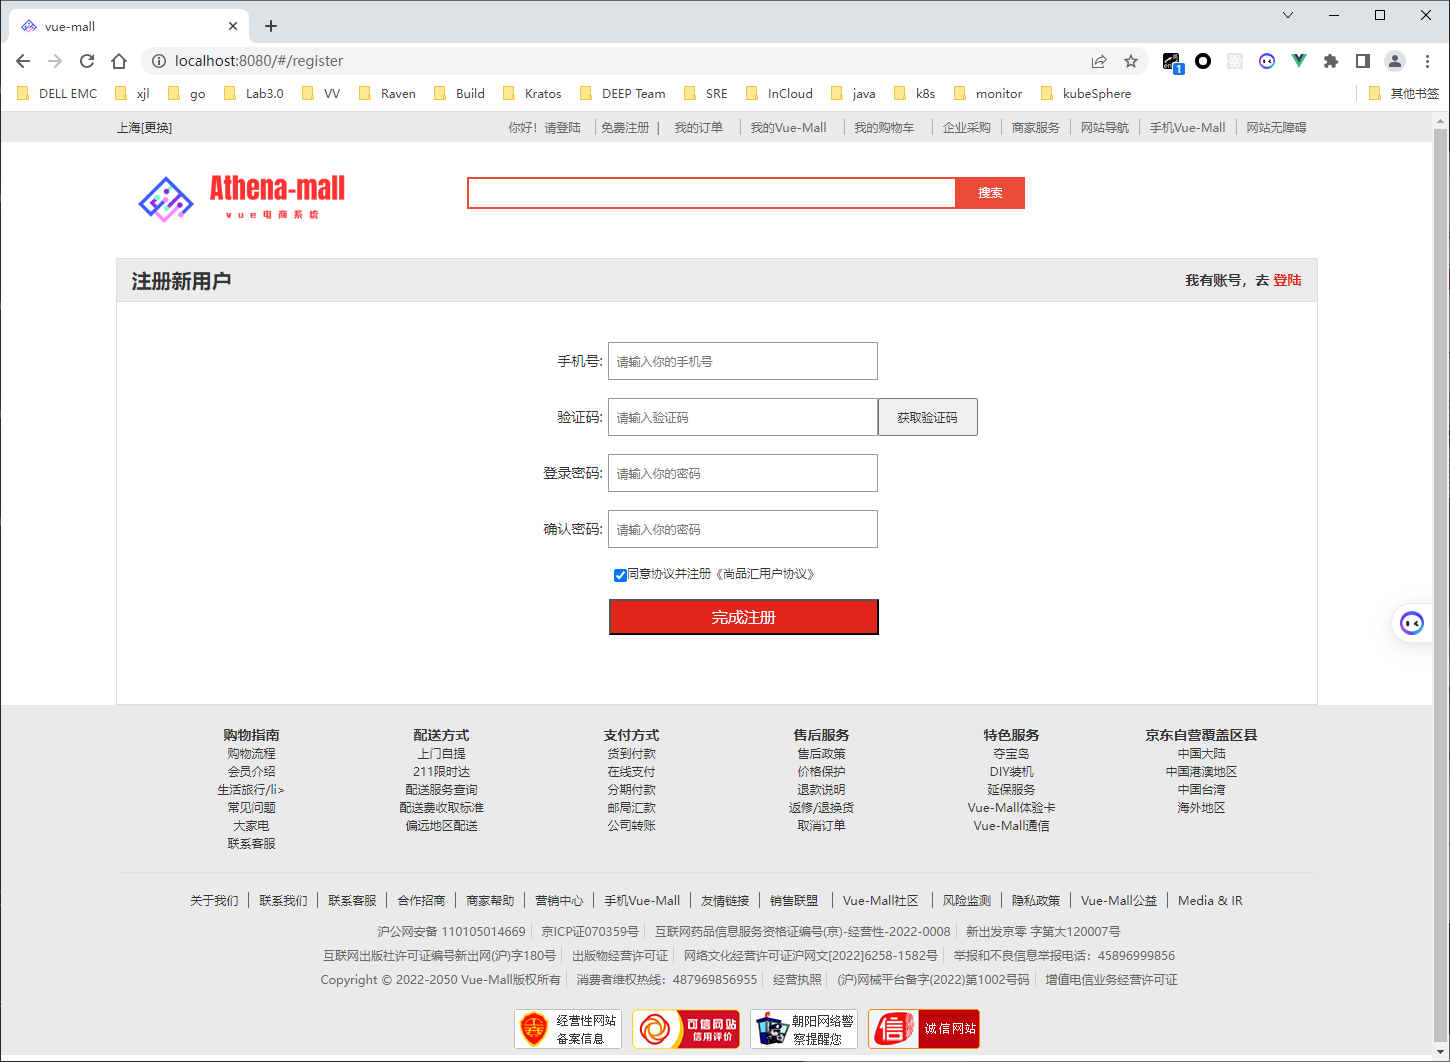 vue-mall
localhost:8080/#/register
1
DELL EMC xjl go Lab3.0 VV Raven Build Kratos DEEP Team SRE InCloud java k8s monitor kubeSphere 其他书签
上海[更换] 你好！请登陆 免费注册 | 我的订单 我的Vue-Mall 我的购物车 企业采购 商家服务 网站导航 手机Vue-Mall 网站无障碍
Athena-mall
vue电商系统
搜索
注册新用户 我有账号，去 登陆
手机号: 请输入你的手机号
验证码: 请输入验证码 获取验证码
登录密码: 请输入你的密码
确认密码: 请输入你的密码
同意协议并注册《尚品汇用户协议》
完成注册
购物指南 配送方式 支付方式 售后服务 特色服务 京东自营覆盖区县
购物流程 上门自提 货到付款 售后政策 夺宝岛 中国大陆
会员介绍 211限时达 在线支付 价格保护 DIY装机 中国港澳地区
生活旅行/li> 配送服务查询 分期付款 退款说明 延保服务 中国台湾
常见问题 配送费收取标准 邮局汇款 返修/退换货 Vue-Mall体验卡 海外地区
大家电 偏远地区配送 公司转账 取消订单 Vue-Mall通信
联系客服
关于我们 联系我们 联系客服 合作招商 商家帮助 营销中心 手机Vue-Mall 友情链接 销售联盟 Vue-Mall社区 风险监测 隐私政策 Vue-Mall公益 Media & IR
沪公网安备 110105014669 京ICP证070359号 互联网药品信息服务资格证编号(京)-经营性-2022-0008 新出发京零 字第大120007号
互联网出版社许可证编号新出网(沪)字180号 出版物经营许可证 网络文化经营许可证沪网文[2022]6258-1582号 举报和不良信息举报电话：45896999856
Copyright © 2022-2050 Vue-Mall版权所有 消费者维权热线：487969856955 经营执照 (沪)网械平台备字(2022)第1002号码 增值电信业务经营许可证
经营性网站 可信网站 朝阳网络警 信 诚信网站
备案信息 信用评价 察提醒您